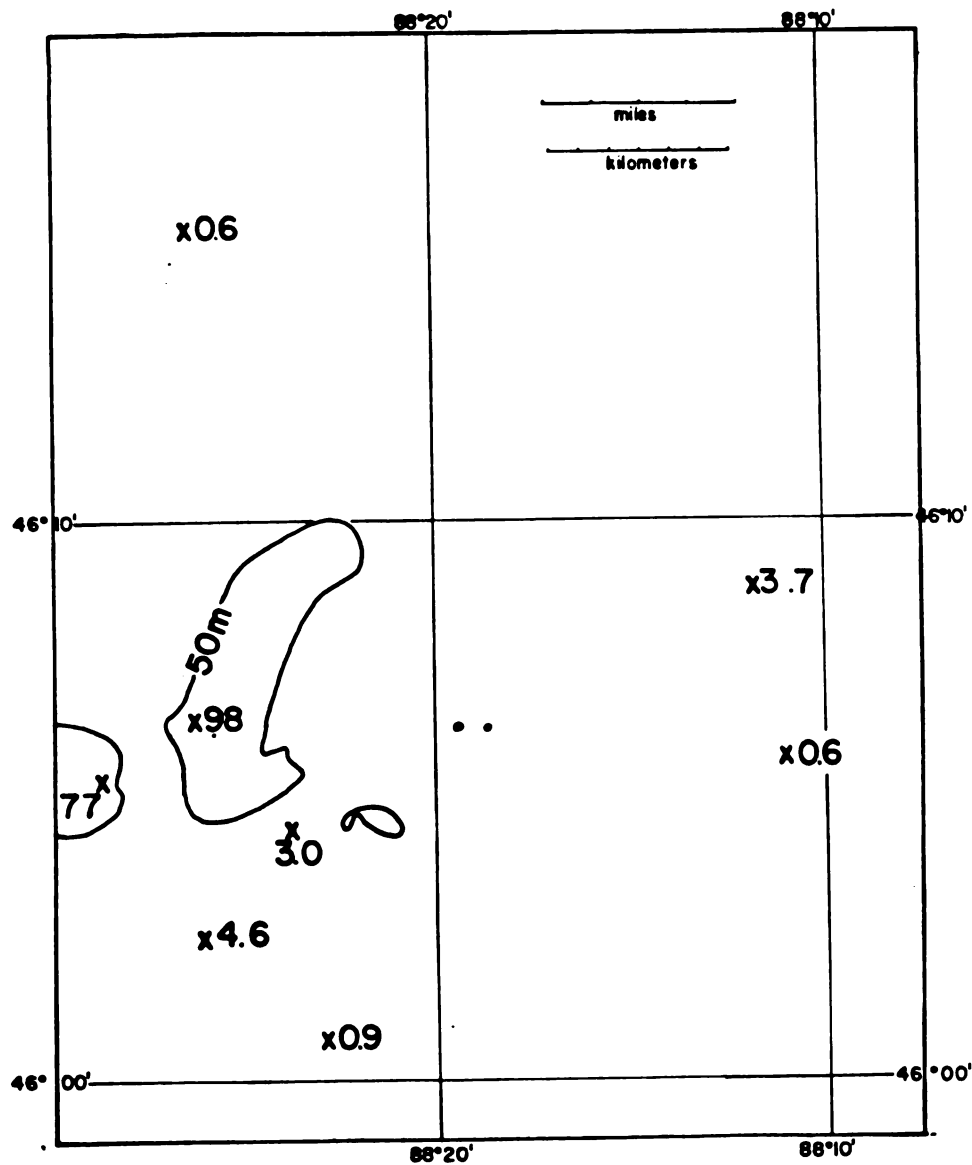 88°20' 88°10'
miles
kilometers
x0.6
46°10' 46°10'
x3.7
50m
x98
x0.6
x
77
x
3.0
x4.6
x0.9
46°00' 46°00'
88°20' 88°10'